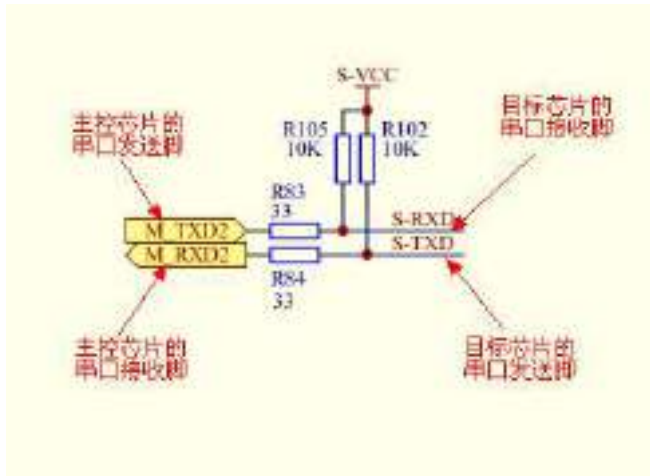 S-VCC
主控芯片的
串口发送脚
目标芯片的
串口接收脚
R105
10K
R102
10K
R83
33
M_TXD2
S-RXD
M_RXD2
S-TXD
R84
33
主控芯片的
串口接收脚
目标芯片的
串口发送脚